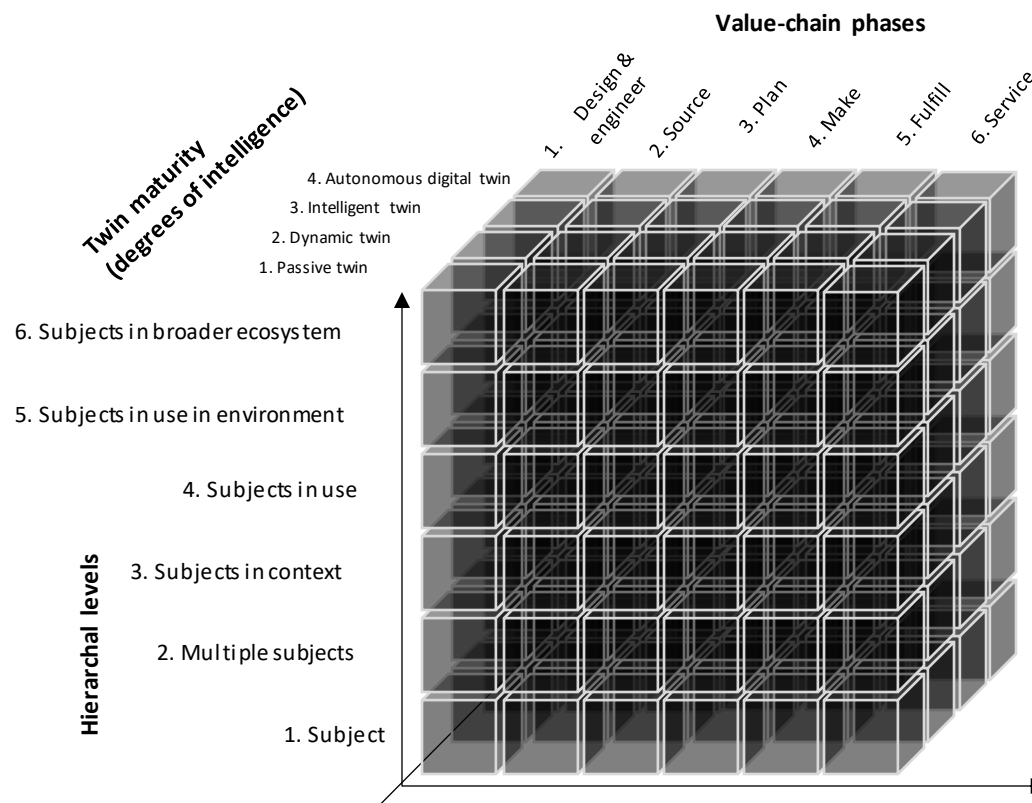 Value-chain phases
1. Design &
engineer
2. Source
3. Plan
4. Make
5. Fulfill
6. Service
Twin maturity
(degrees of intelligence)
4. Autonomous digital twin
3. Intelligent twin
2. Dynamic twin
1. Passive twin
6. Subjects in broader ecosystem
5. Subjects in use in environment
4. Subjects in use
3. Subjects in context
2. Multiple subjects
1. Subject
Hierarchal levels